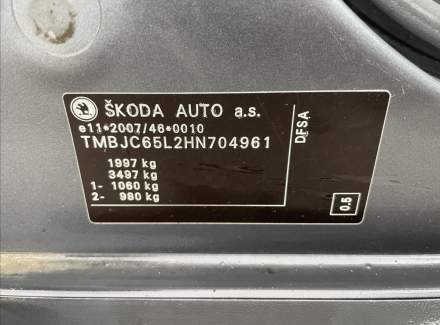 ŠKODA AUTO a.s.
e11*2007/46*0010
TMBJC65L2HN704961
1997 kg
3497 kg
1- 1060 kg
2- 980 kg
DFSA
0.5